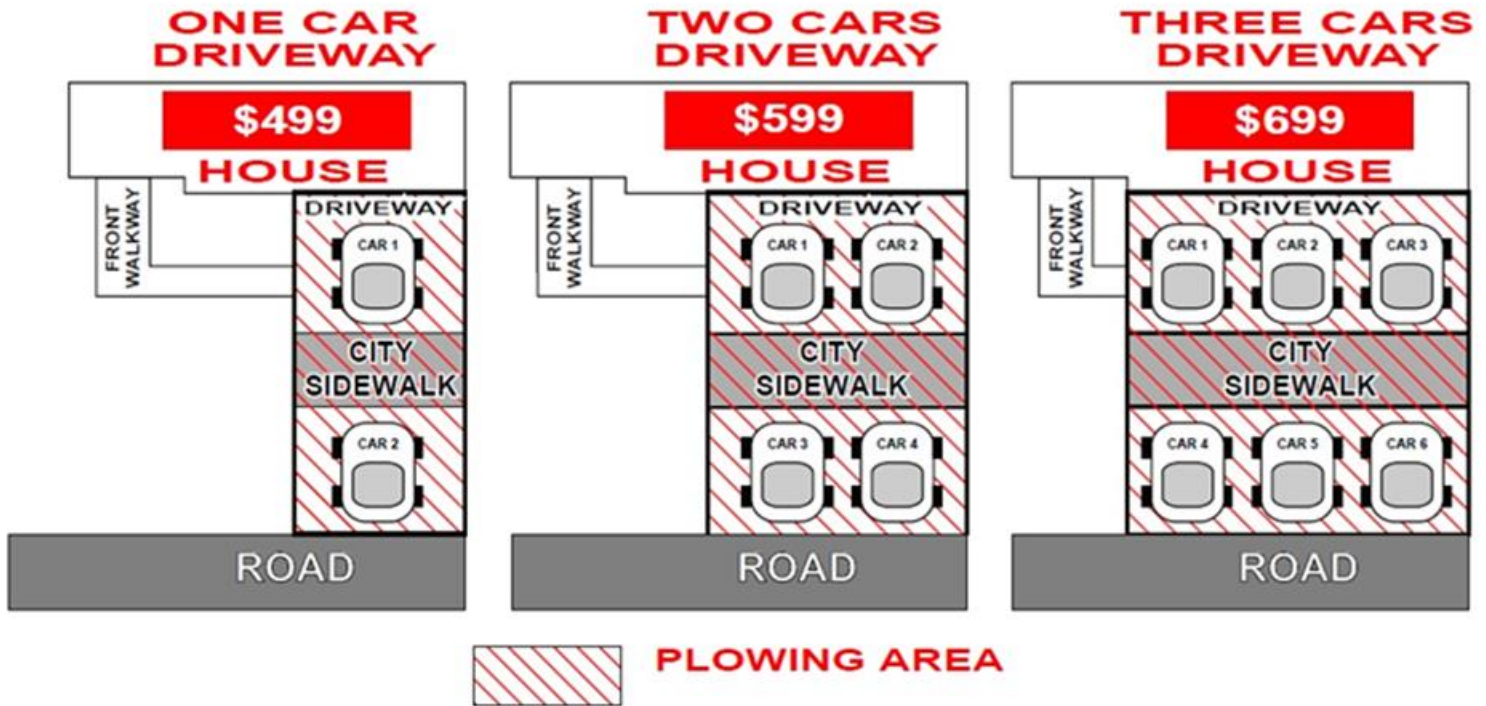 ONE CAR
DRIVEWAY
$499
HOUSE
FRONT
WALKWAY
DRIVEWAY
CAR 1
CITY
SIDEWALK
CAR 2
ROAD
TWO CARS
DRIVEWAY
$599
HOUSE
FRONT
WALKWAY
DRIVEWAY
CAR 1
CAR 2
CITY
SIDEWALK
CAR 3
CAR 4
ROAD
THREE CARS
DRIVEWAY
$699
HOUSE
FRONT
WALKWAY
DRIVEWAY
CAR 1
CAR 2
CAR 3
CITY
SIDEWALK
CAR 4
CAR 5
CAR 6
ROAD
PLOWING AREA